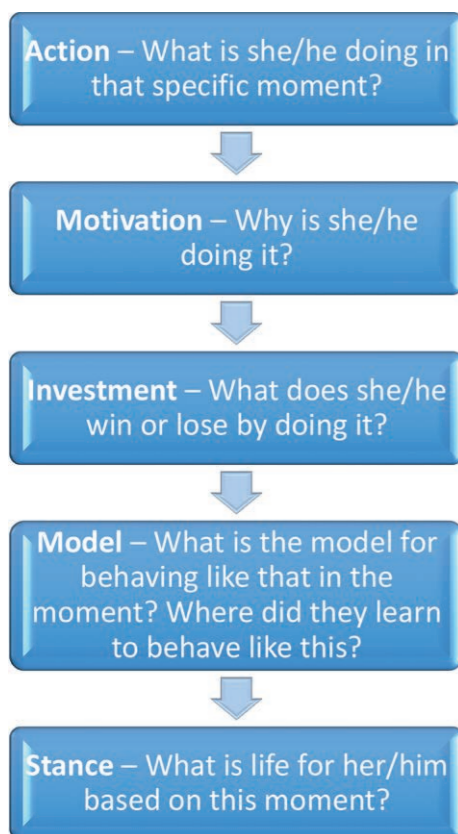 Action – What is she/he doing in
that specific moment?
Motivation – Why is she/he
doing it?
Investment – What does she/he
win or lose by doing it?
Model – What is the model for
behaving like that in the
moment? Where did they learn
to behave like this?
Stance – What is life for her/him
based on this moment?